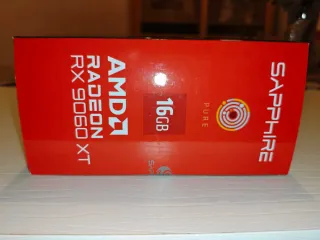 SAPPHIRE
PURE
16GB
AMD
RADEON
RX 9060 XT